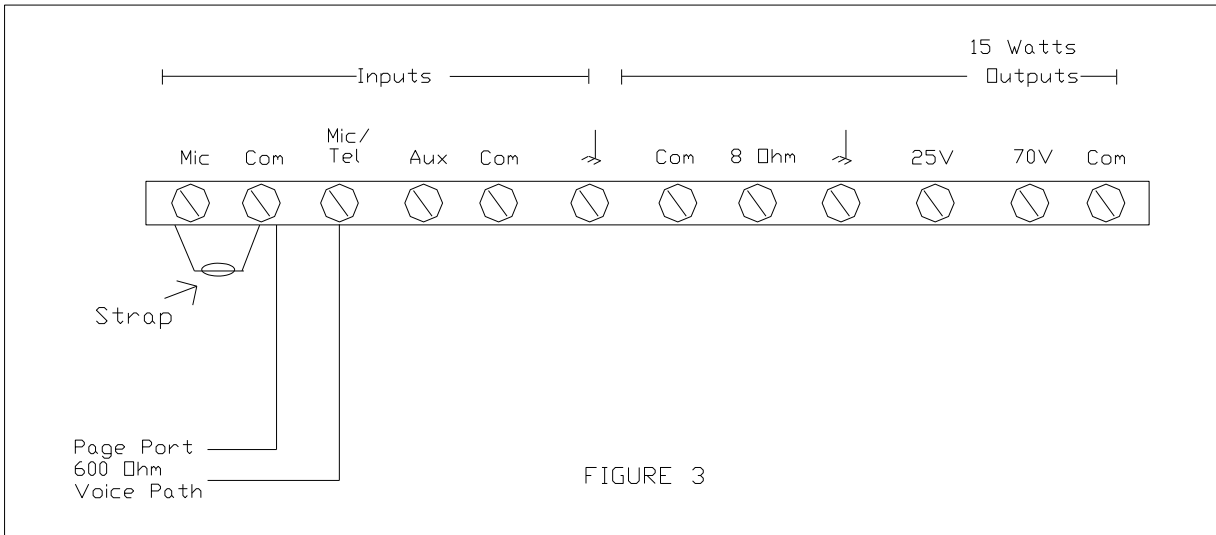 15 Watts
Inputs
Outputs
Mic Com Mic/ Tel Aux Com Com 8 Ohm 25V 70V Com
Strap
Page Port
600 Ohm
Voice Path
FIGURE 3